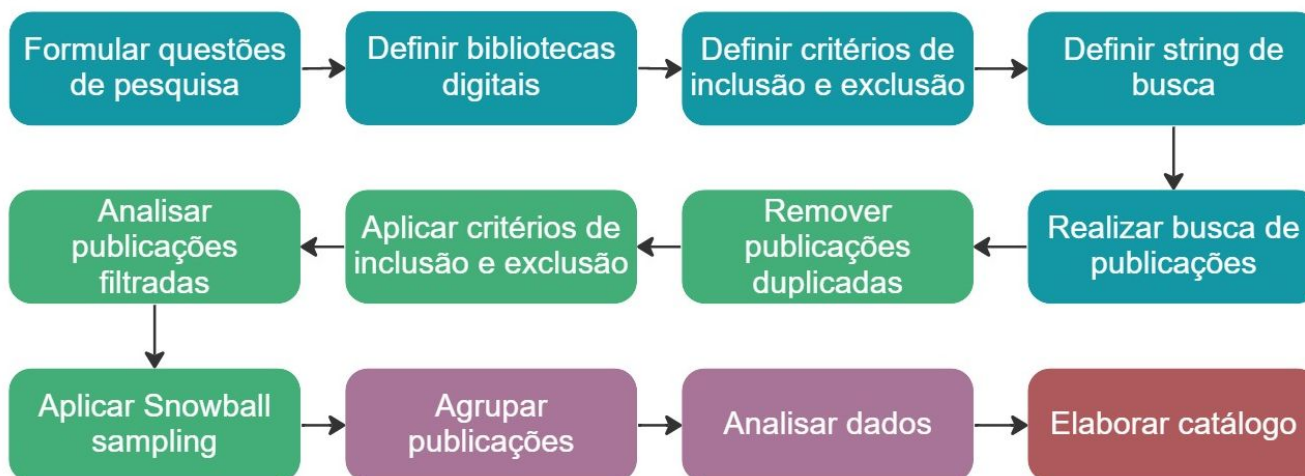 Formular questões
de pesquisa
Definir bibliotecas
digitais
Definir critérios de
inclusão e exclusão
Definir string de
busca
Realizar busca de
publicações
Remover
publicações
duplicadas
Aplicar critérios de
inclusão e exclusão
Analisar
publicações
filtradas
Aplicar Snowball
sampling
Agrupar
publicações
Analisar dados
Elaborar catálogo